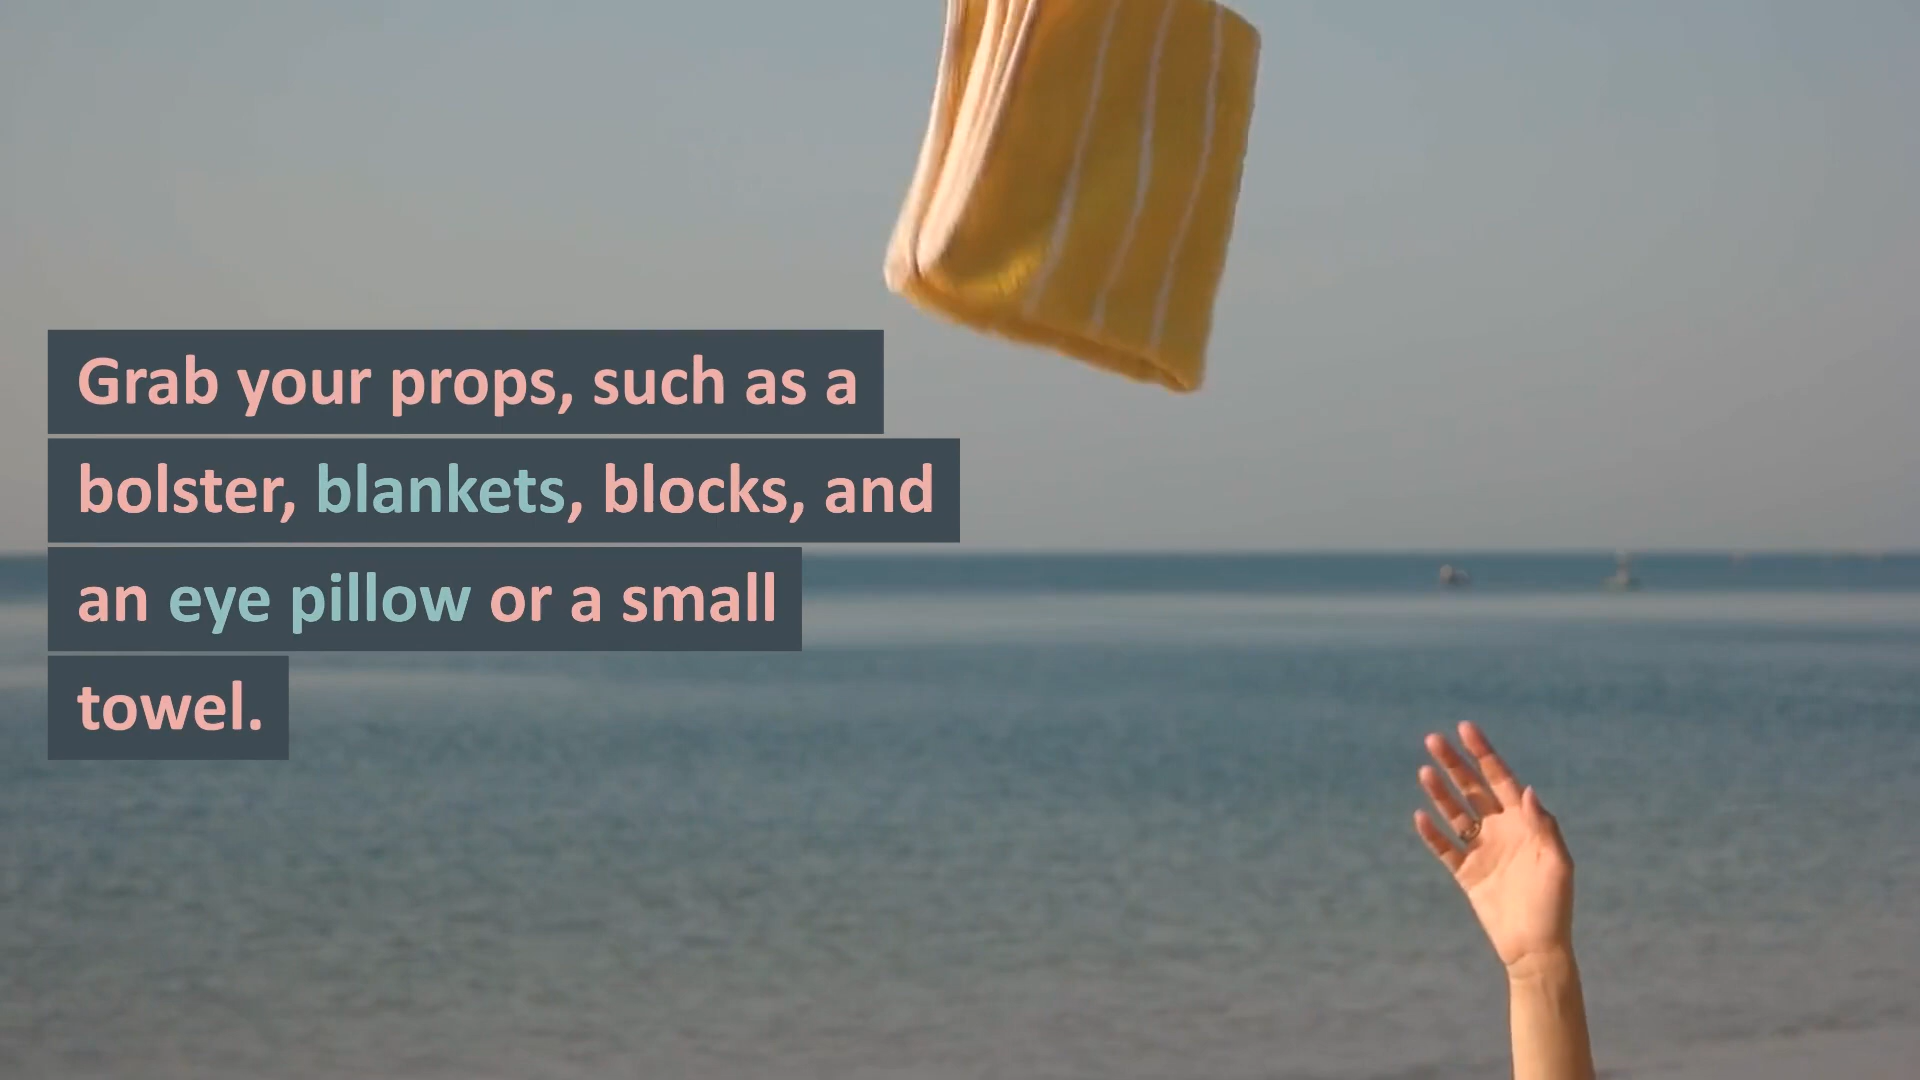 Grab your props, such as a
bolster, blankets, blocks, and
an eye pillow or a small
towel.